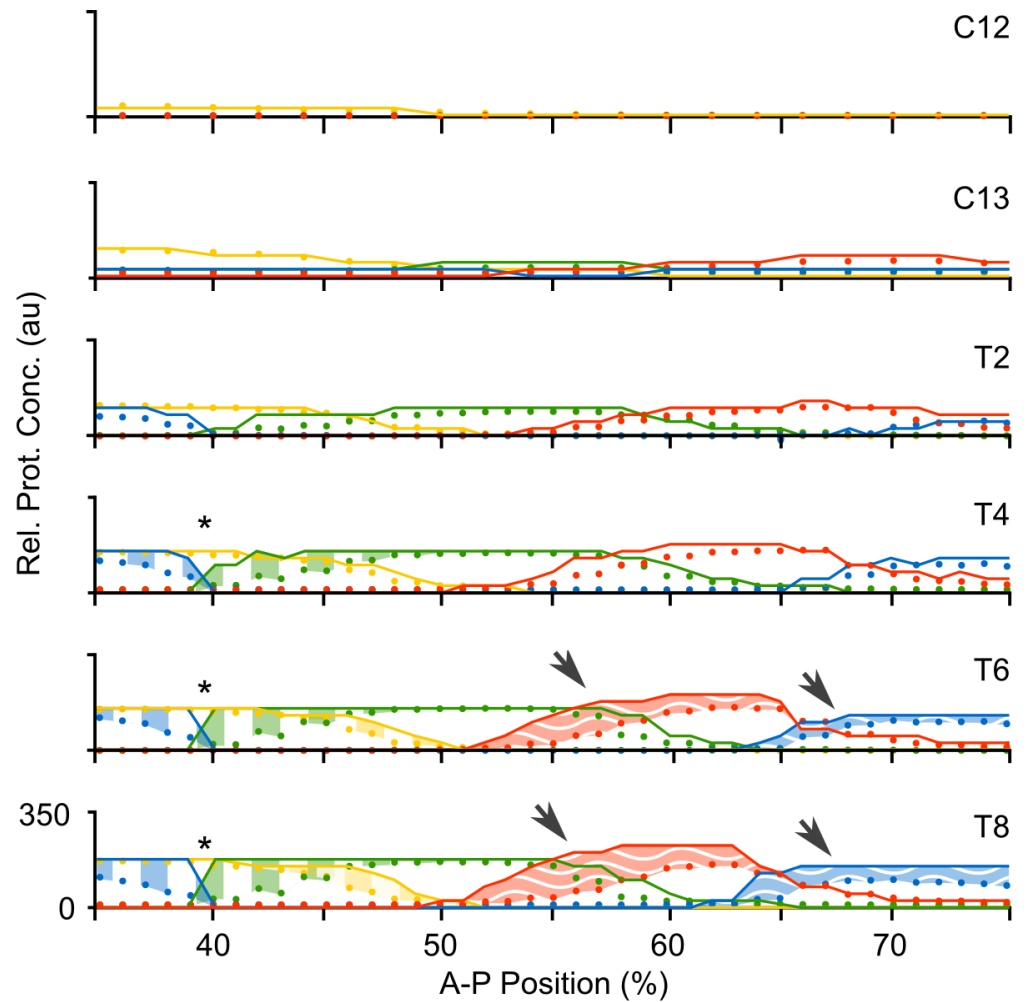 C12
C13
Rel. Prot. Conc. (au)
T2
T4
*
T6
*
T8
*
350
0
40 50 60 70
A-P Position (%)